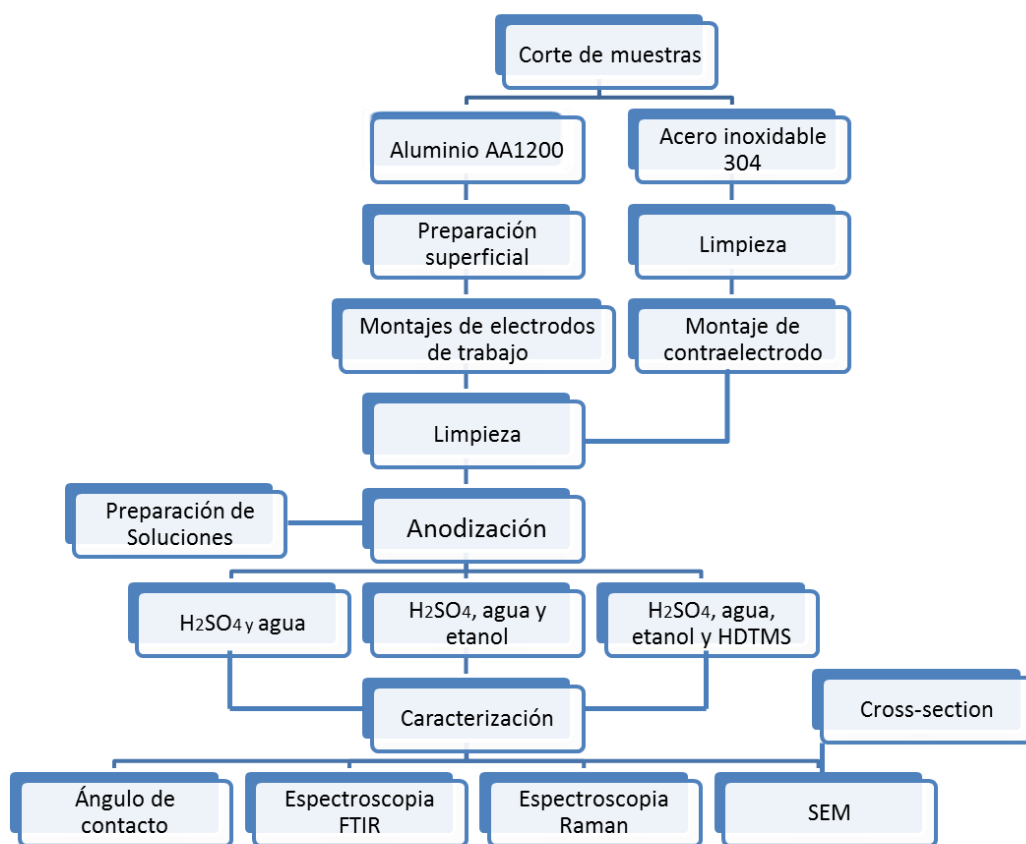 Corte de muestras
Aluminio AA1200
Acero inoxidable
304
Preparación
superficial
Limpieza
Montajes de electrodos
de trabajo
Montaje de
contraelectrodo
Limpieza
Preparación de
Soluciones
Anodización
H2SO4 y agua
H2SO4, agua y
etanol
H2SO4, agua,
etanol y HDTMS
Caracterización
Cross-section
Ángulo de
contacto
Espectroscopia
FTIR
Espectroscopia
Raman
SEM